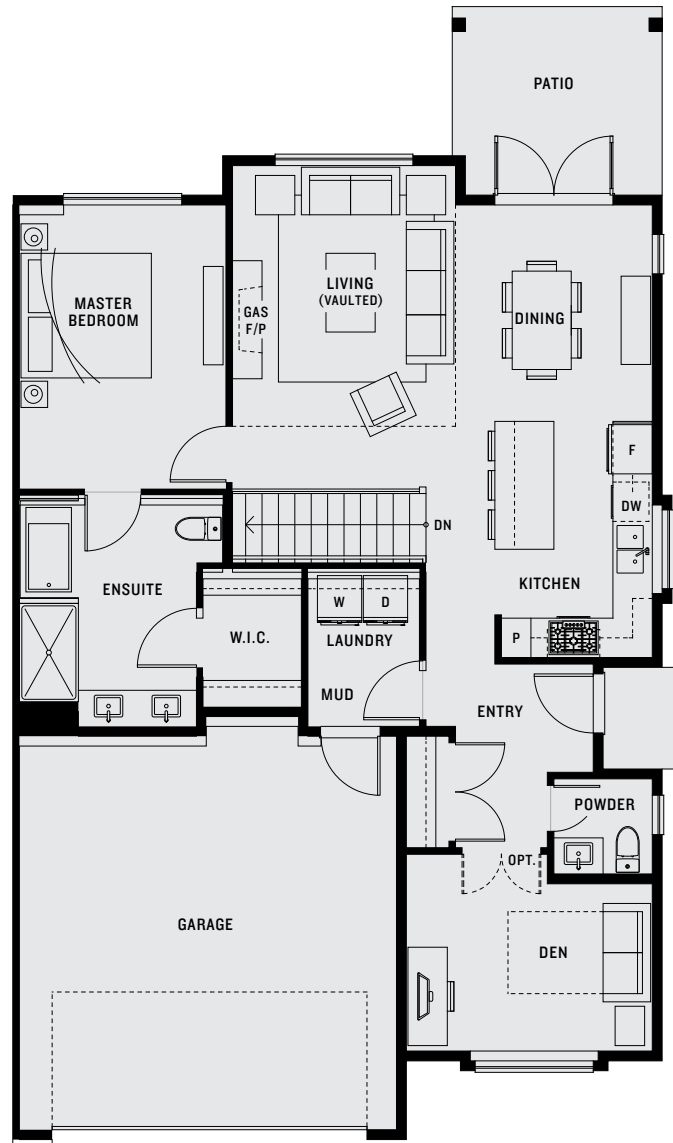 PATIO
MASTER
BEDROOM
LIVING
(VAULTED)
GAS
F/P
DINING
F
DW
DN
KITCHEN
ENSUITE
W.I.C.
W
D
LAUNDRY
P
MUD
ENTRY
POWDER
OPT.
GARAGE
DEN